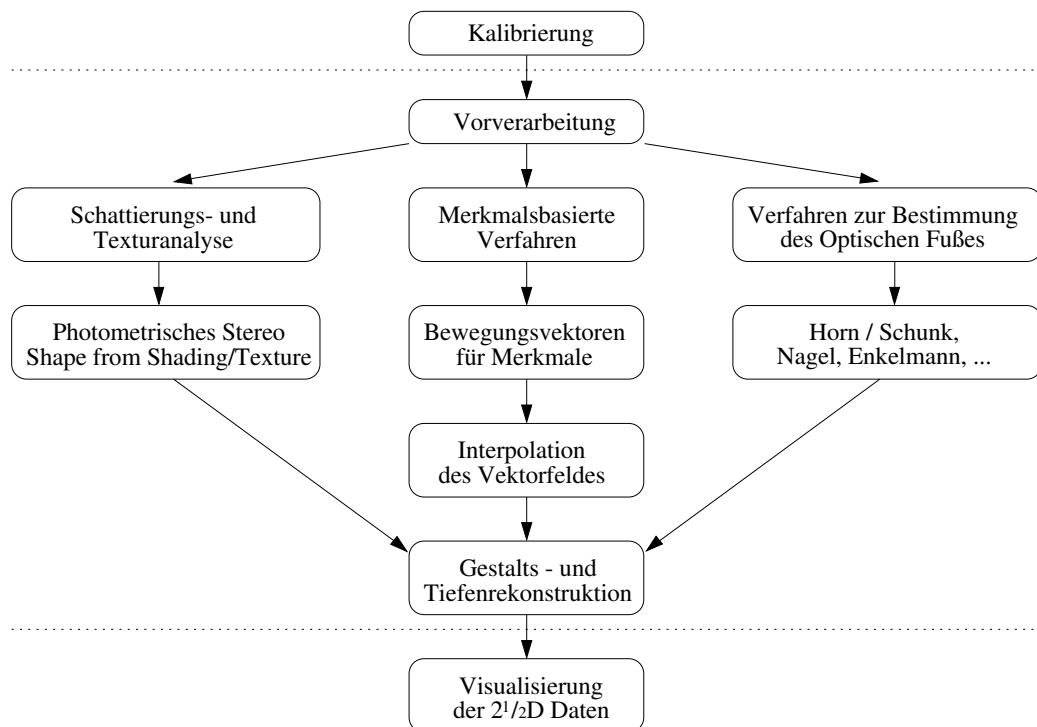 Kalibrierung
Vorverarbeitung
Schattierungs- und
Texturanalyse
Merkmalsbasierte
Verfahren
Verfahren zur Bestimmung
des Optischen Fußes
Photometrisches Stereo
Shape from Shading/Texture
Bewegungsvektoren
für Merkmale
Horn / Schunk,
Nagel, Enkelmann, ...
Interpolation
des Vektorfeldes
Gestalts - und
Tiefenrekonstruktion
Visualisierung
der 2¹/₂D Daten